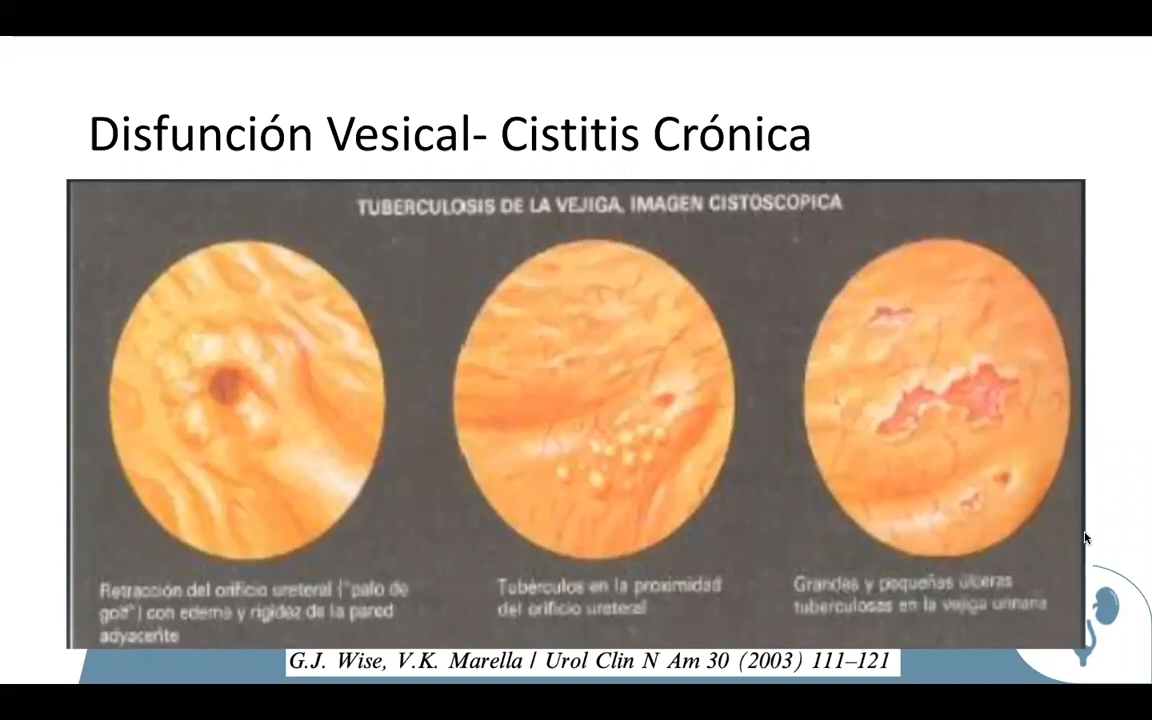 Disfunción Vesical- Cistitis Crónica
TUBERCULOSIS DE LA VEJIGA, IMAGEN CISTOSCOPICA
Retracción del orificio ureteral ("palo de
golf") con edema y rigidez de la pared
adyacente
Tubérculos en la proximidad
del orificio ureteral
Grandes y pequeñas úlceras
tuberculosas en la vejiga urinaria
G.J. Wise, V.K. Marella / Urol Clin N Am 30 (2003) 111–121